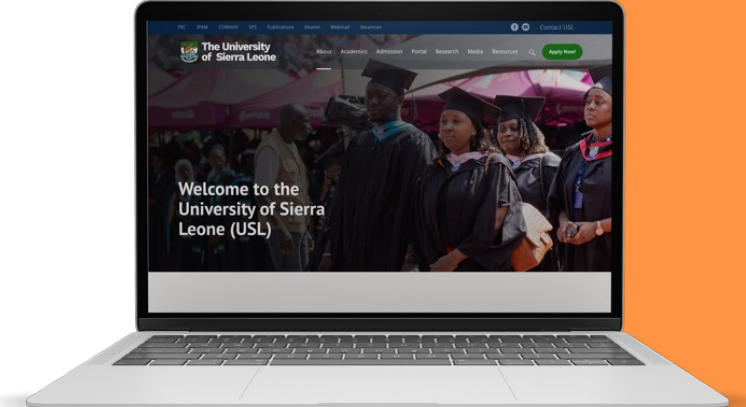 FBC IPAM COMAHS SPS Publications Alumni Webmail Vacancies Contact USL
The University
of Sierra Leone
About Academics Admission Portal Research Media Resources Apply Now!
Welcome to the
University of Sierra
Leone (USL)